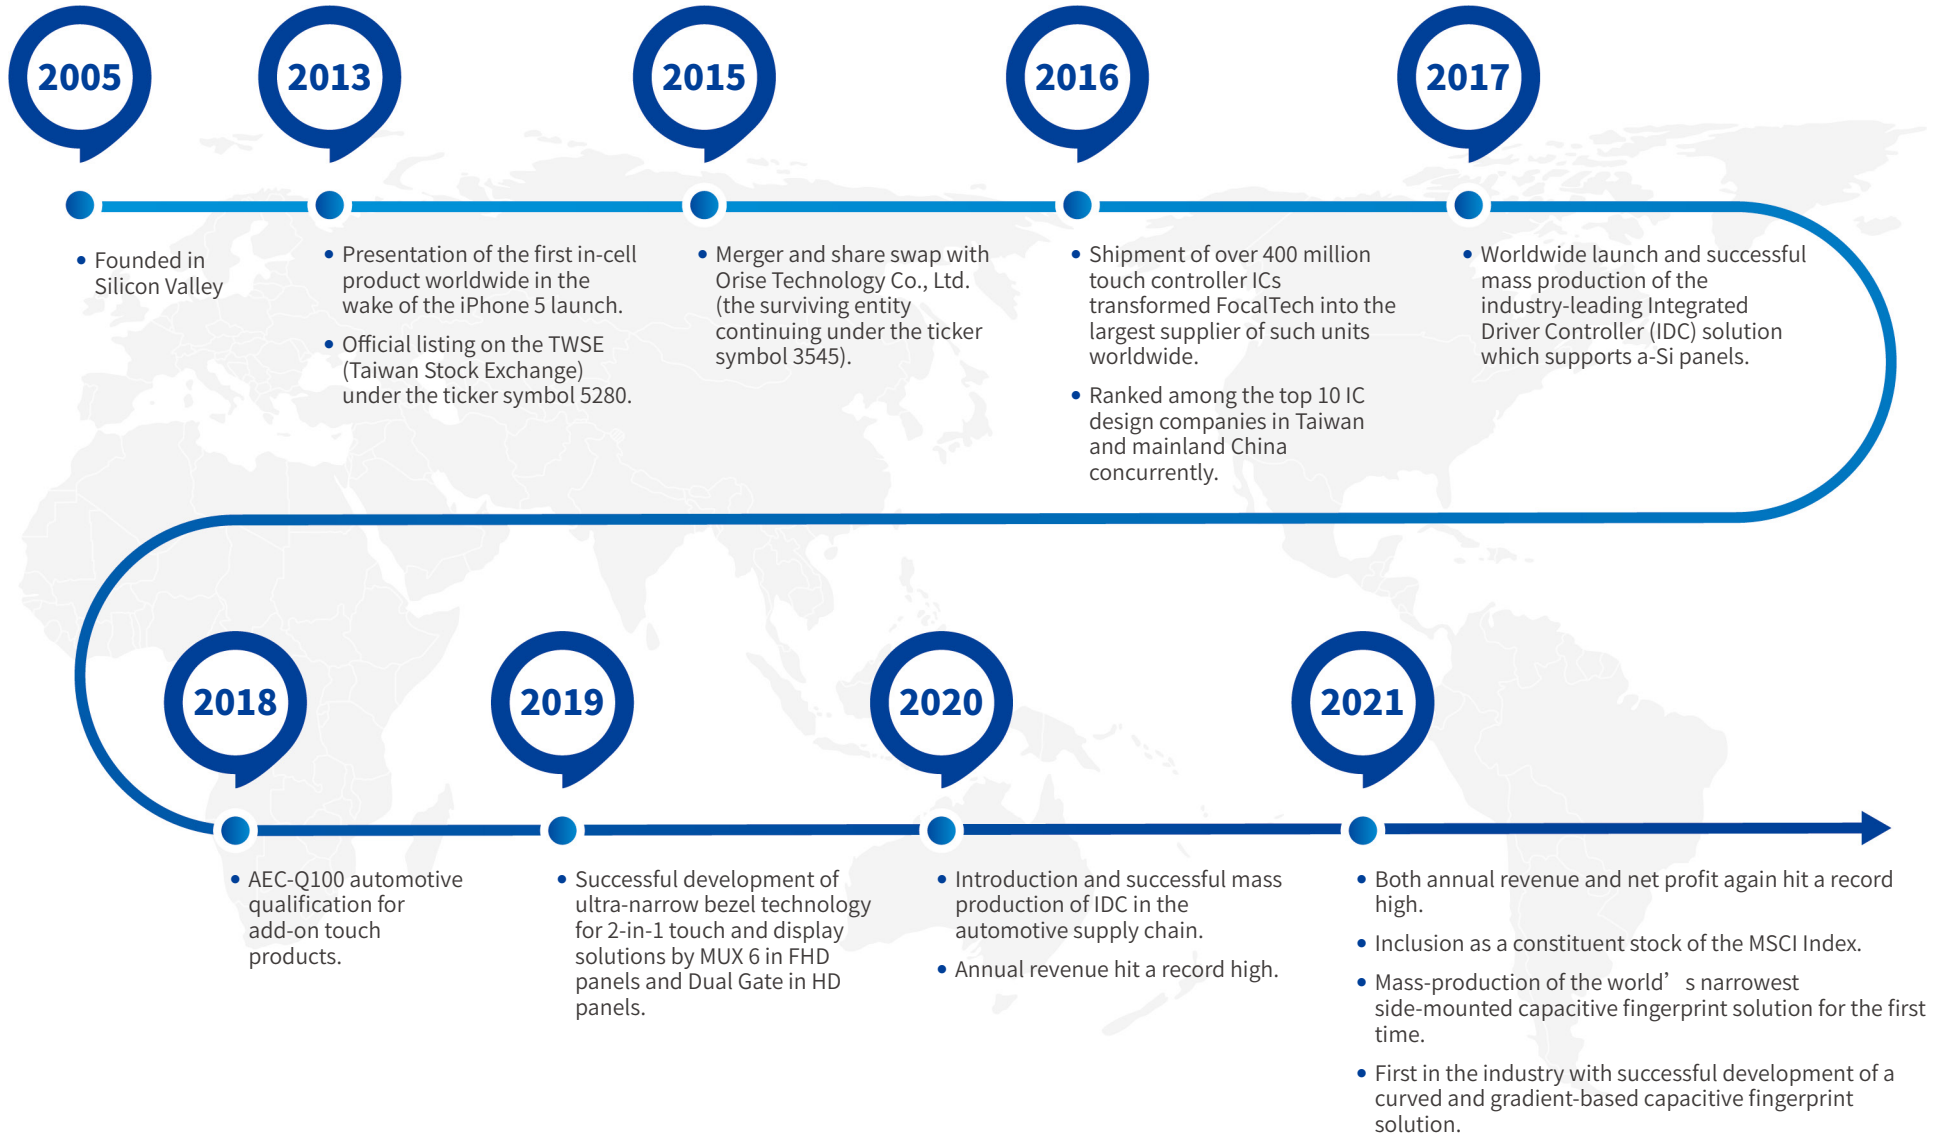 2005
2013
2015
2016
2017
• Founded in
Silicon Valley
• Presentation of the first in-cell
product worldwide in the
wake of the iPhone 5 launch.
• Official listing on the TWSE
(Taiwan Stock Exchange)
under the ticker symbol 5280.
• Merger and share swap with
Orise Technology Co., Ltd.
(the surviving entity
continuing under the ticker
symbol 3545).
• Shipment of over 400 million
touch controller ICs
transformed FocalTech into the
largest supplier of such units
worldwide.
• Ranked among the top 10 IC
design companies in Taiwan
and mainland China
concurrently.
• Worldwide launch and successful
mass production of the
industry-leading Integrated
Driver Controller (IDC) solution
which supports a-Si panels.
2018
2019
2020
2021
• AEC-Q100 automotive
qualification for
add-on touch
products.
• Successful development of
ultra-narrow bezel technology
for 2-in-1 touch and display
solutions by MUX 6 in FHD
panels and Dual Gate in HD
panels.
• Introduction and successful mass
production of IDC in the
automotive supply chain.
• Annual revenue hit a record high.
• Both annual revenue and net profit again hit a record
high.
• Inclusion as a constituent stock of the MSCI Index.
• Mass-production of the world’s narrowest
side-mounted capacitive fingerprint solution for the first
time.
• First in the industry with successful development of a
curved and gradient-based capacitive fingerprint
solution.